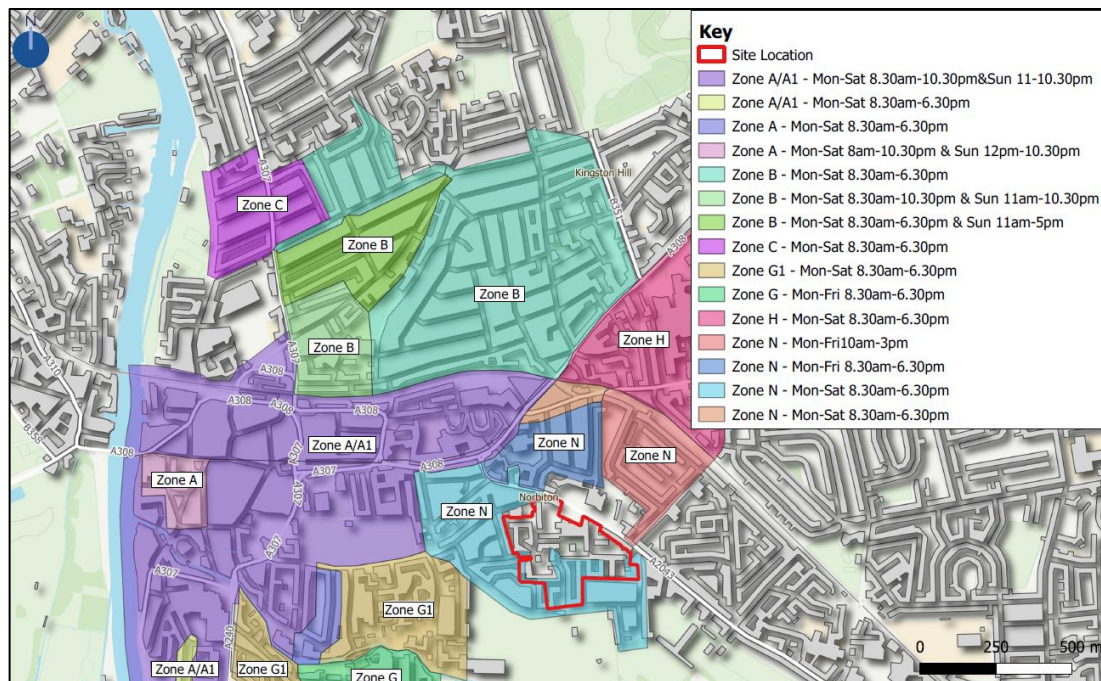 N
Key
Site Location
Zone A/A1 - Mon-Sat 8.30am-10.30pm&Sun 11-10.30pm
Zone A/A1 - Mon-Sat 8.30am-6.30pm
Zone A - Mon-Sat 8.30am-6.30pm
Zone A - Mon-Sat 8am-10.30pm & Sun 12pm-10.30pm
Zone B - Mon-Sat 8.30am-6.30pm
Zone B - Mon-Sat 8.30am-10.30pm & Sun 11am-10.30pm
Zone B - Mon-Sat 8.30am-6.30pm & Sun 11am-5pm
Zone C - Mon-Sat 8.30am-6.30pm
Zone G1 - Mon-Sat 8.30am-6.30pm
Zone G - Mon-Fri 8.30am-6.30pm
Zone H - Mon-Sat 8.30am-6.30pm
Zone N - Mon-Fri10am-3pm
Zone N - Mon-Fri 8.30am-6.30pm
Zone N - Mon-Sat 8.30am-6.30pm
Zone N - Mon-Sat 8.30am-6.30pm
A307
Kingston Hill
B351
Zone C
Zone B
A308
Zone B
Zone H
A307
Zone B
A310
A308
A308
A308
A308
B358
Zone A/A1
Zone N
Zone N
A308
A307
A307
A308
Zone A
A307
Norbiton
Zone N
A307
A307
A2043
Zone G1
A240
Zone A/A1
Zone G1
Zone G
0 250 500 m